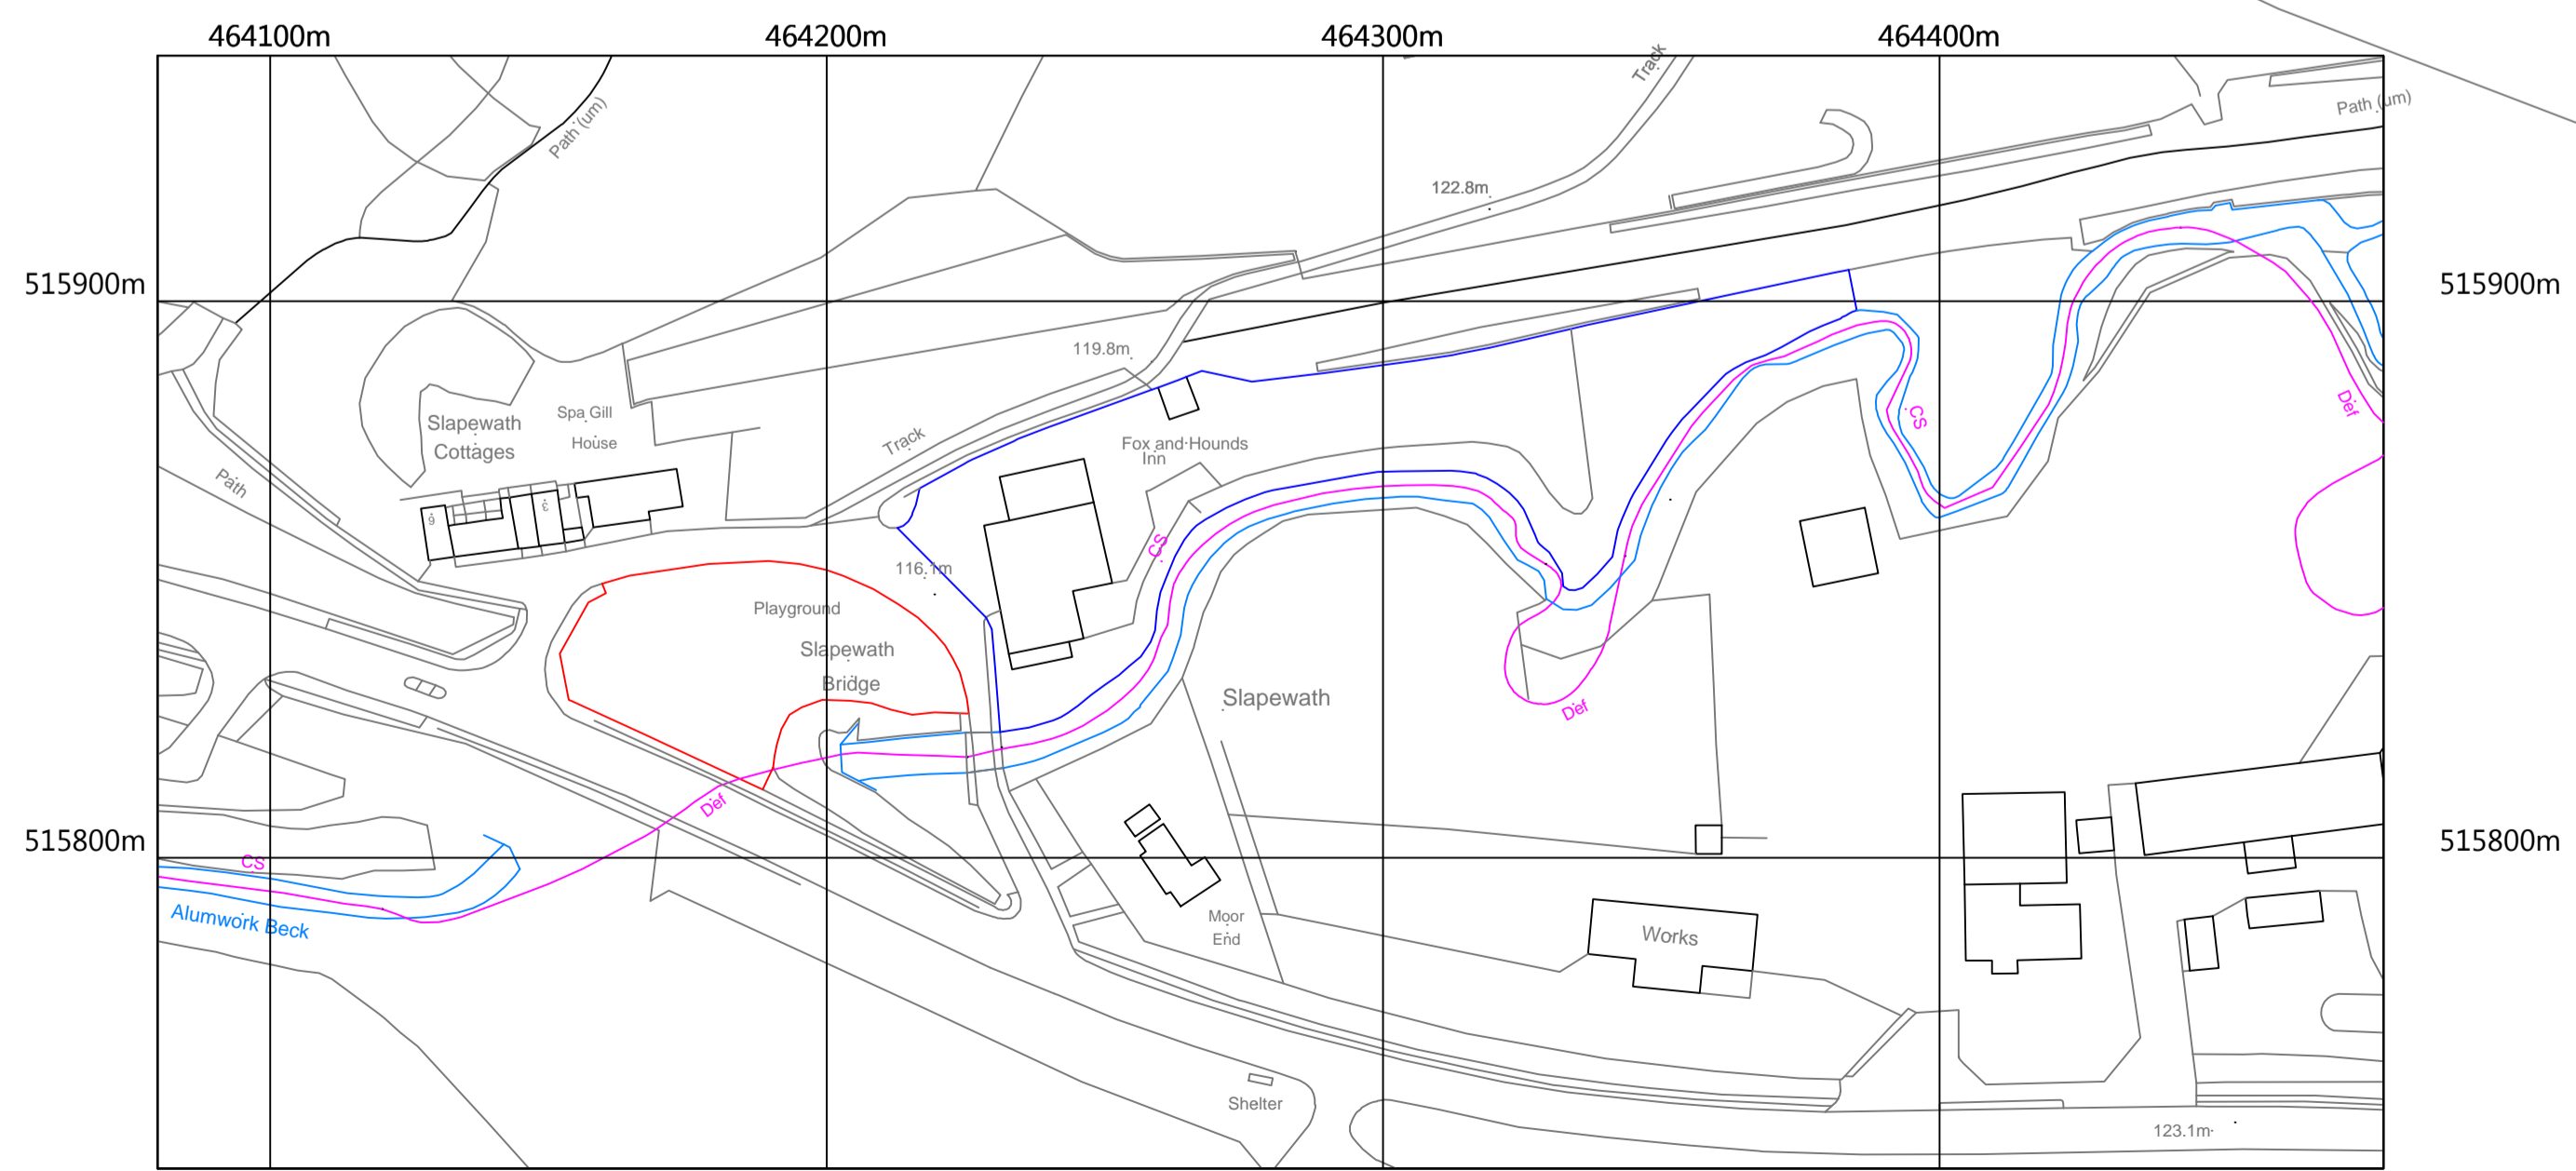 464100m
464200m
464300m
464400m
Track
Path (um)
Path (um)
122.8m
515900m
515900m
119.8m
Slapewath
Cottages
Spa Gill
House
Track
Fox and Hounds
Inn
CS
Def
Path
6
3
CS
116.1m
Playground
Slapewath
Bridge
Slapewath
Def
Def
515800m
515800m
CS
Alumwork Beck
Moor
End
Works
Shelter
123.1m